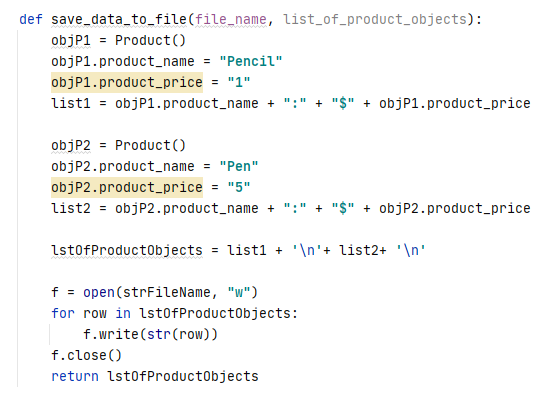 def save_data_to_file(file_name, list_of_product_objects):
    objP1 = Product()
    objP1.product_name = "Pencil"
    objP1.product_price = "1"
    list1 = objP1.product_name + ":" + "$" + objP1.product_price

    objP2 = Product()
    objP2.product_name = "Pen"
    objP2.product_price = "5"
    list2 = objP2.product_name + ":" + "$" + objP2.product_price

    lstOfProductObjects = list1 + '\n'+ list2+ '\n'

    f = open(strFileName, "w")
    for row in lstOfProductObjects:
        f.write(str(row))
    f.close()
    return lstOfProductObjects